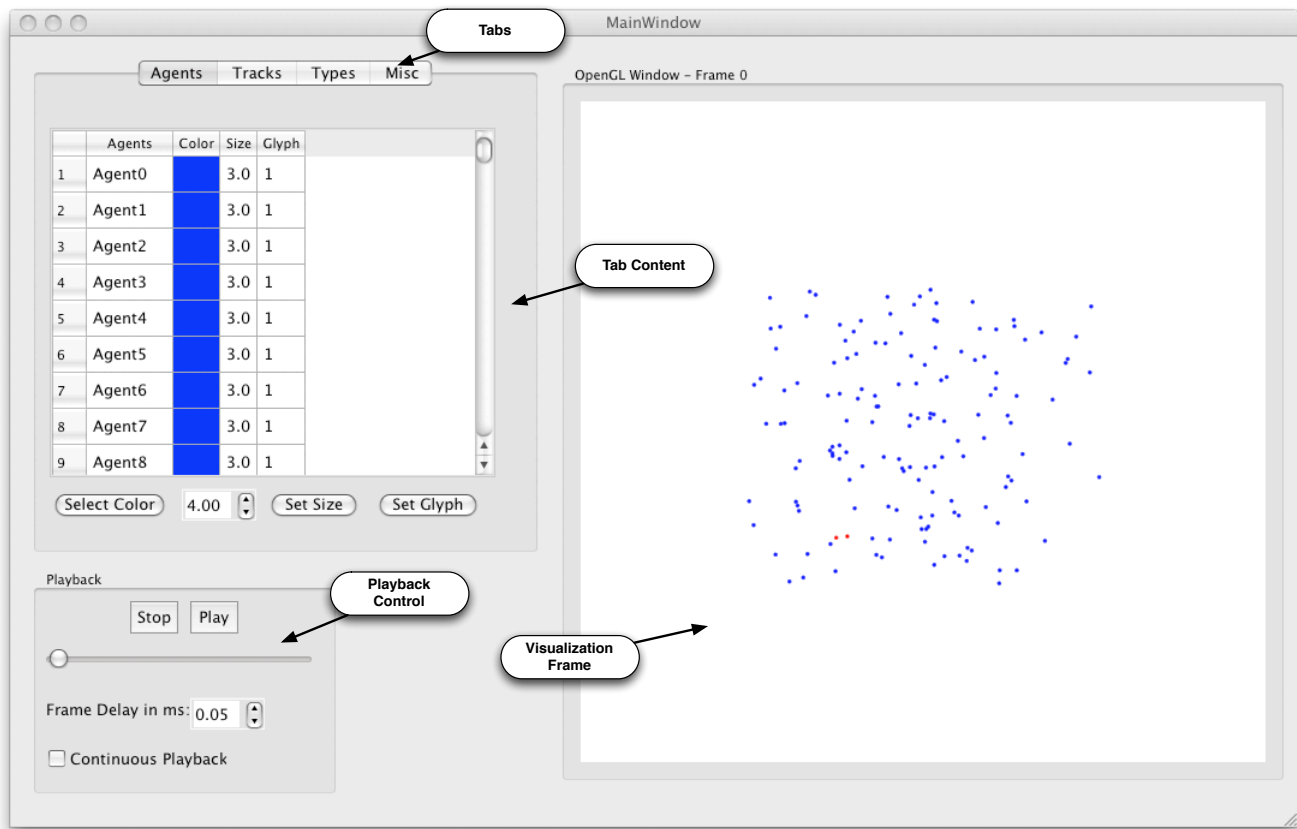 MainWindow
Tabs
Agents Tracks Types Misc
OpenGL Window - Frame 0
Agents Color Size Glyph
1 Agent0 3.0 1
2 Agent1 3.0 1
3 Agent2 3.0 1
4 Agent3 3.0 1
5 Agent4 3.0 1
6 Agent5 3.0 1
7 Agent6 3.0 1
8 Agent7 3.0 1
9 Agent8 3.0 1
Tab Content
Select Color 4.00 Set Size Set Glyph
Playback
Playback
Control
Stop Play
Visualization
Frame
Frame Delay in ms: 0.05
Continuous Playback